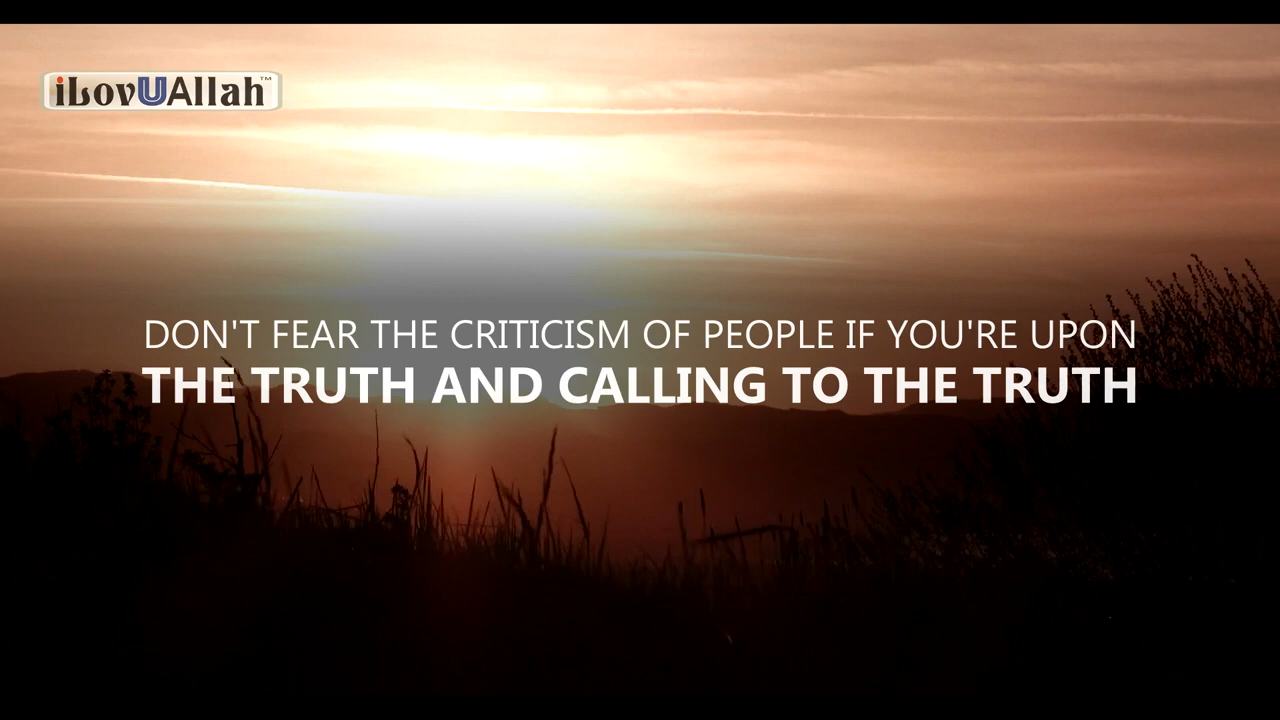 iLovUAllah™
DON'T FEAR THE CRITICISM OF PEOPLE IF YOU'RE UPON
THE TRUTH AND CALLING TO THE TRUTH